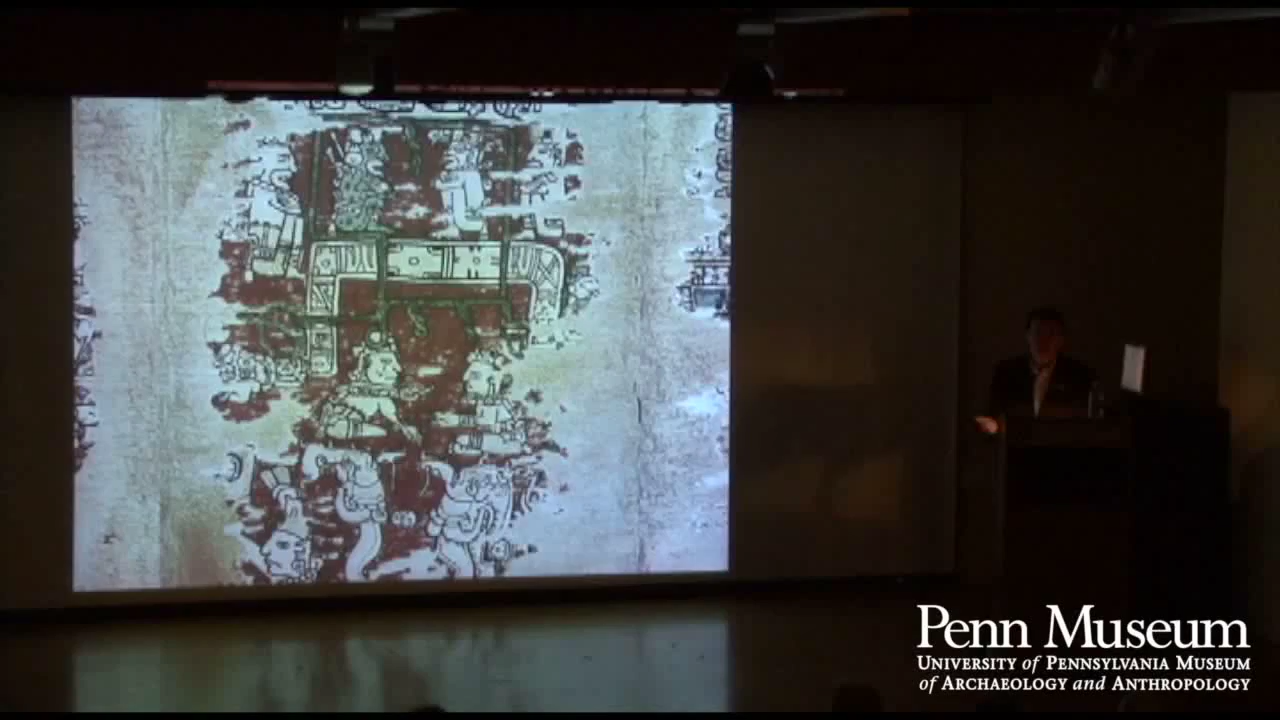 Penn Museum
UNIVERSITY of PENNSYLVANIA MUSEUM
of ARCHAEOLOGY and ANTHROPOLOGY